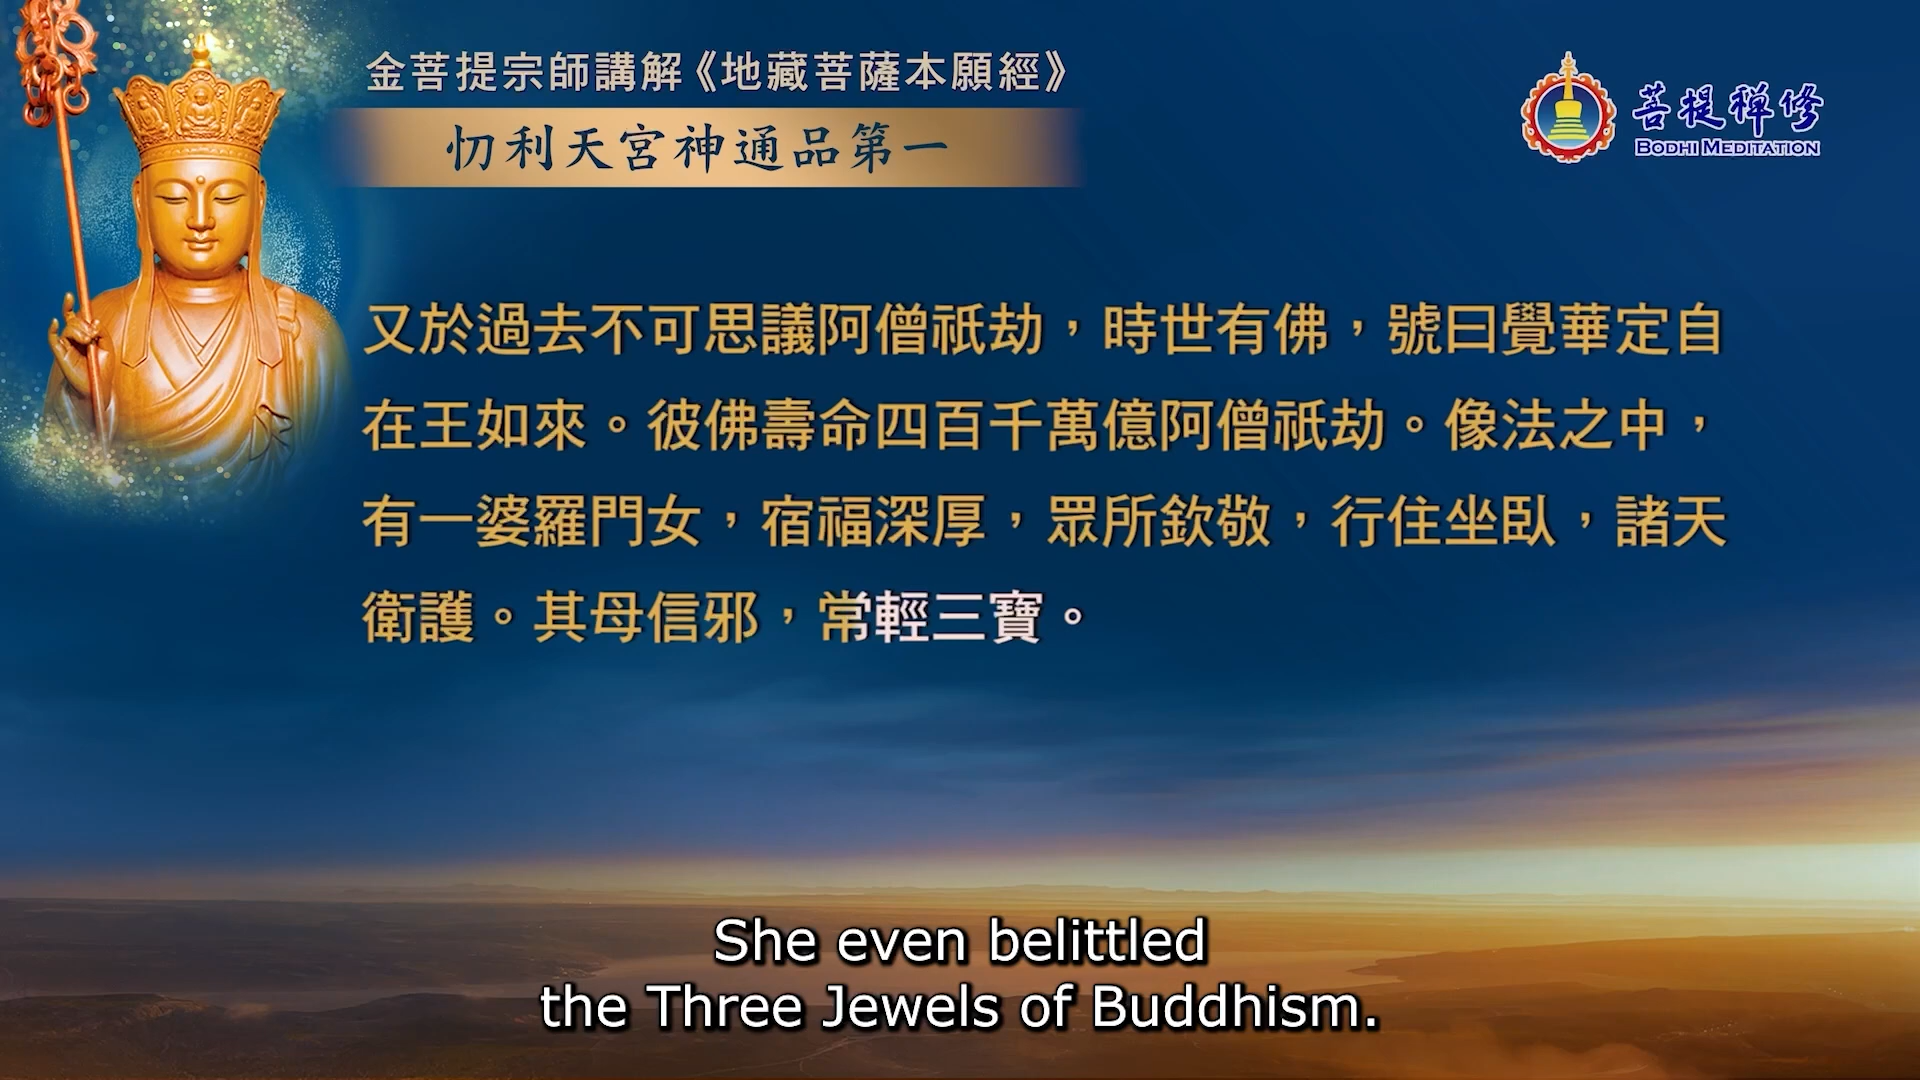 金菩提宗師講解《地藏菩薩本願經》
忉利天宮神通品第一
菩提禪修
BODHI MEDITATION
又於過去不可思議阿僧祇劫，時世有佛，號曰覺華定自
在王如來。彼佛壽命四百千萬億阿僧祇劫。像法之中，
有一婆羅門女，宿福深厚，眾所欽敬，行住坐臥，諸天
衛護。其母信邪，常輕三寶。
She even belittled
the Three Jewels of Buddhism.